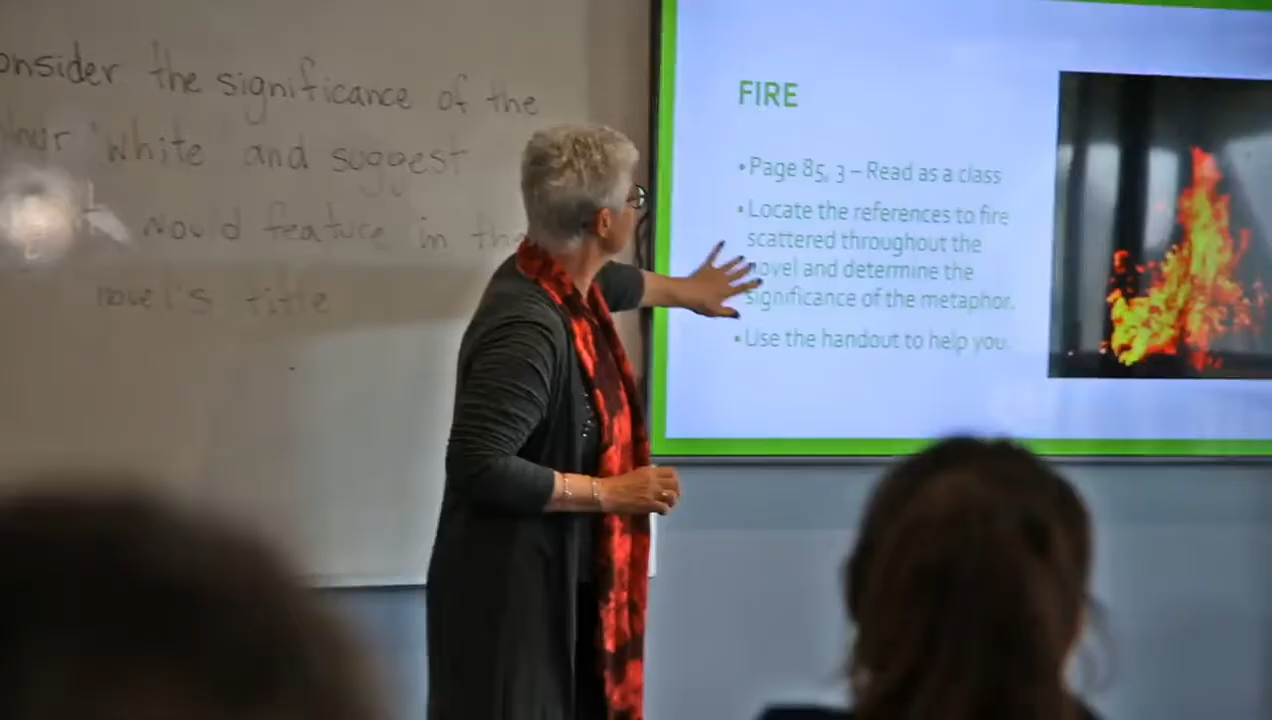 onsider the significance of the
olour 'white' and suggest
would feature in the
novel's title
FIRE
•Page 85, 3 – Read as a class
•Locate the references to fire
scattered throughout the
novel and determine the
significance of the metaphor.
•Use the handout to help you.